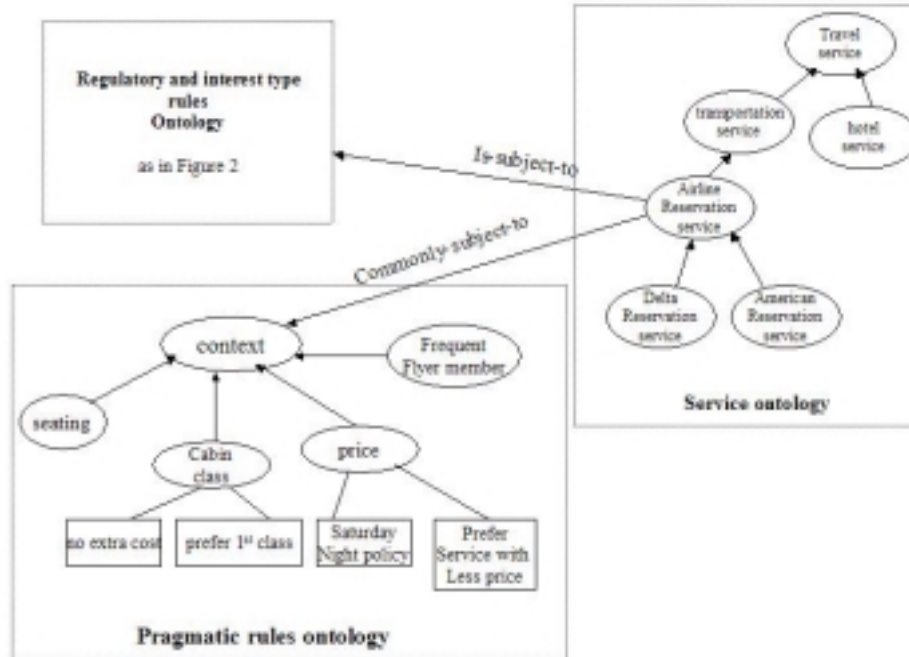 Regulatory and interest type
rules
Ontology
as in Figure 2
Travel
service
transportation
service
hotel
service
Is-subject-to
Airline
Reservation
service
Commonly-subject-to
Delta
Reservation
service
American
Reservation
service
Service ontology
context
Frequent
Flyer member
seating
Cabin
class
price
no extra cost
prefer 1st class
Saturday
Night policy
Prefer
Service with
Less price
Pragmatic rules ontology